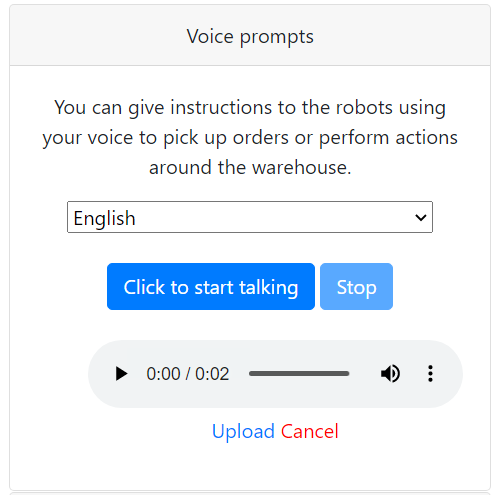 Voice prompts
You can give instructions to the robots using
your voice to pick up orders or perform actions
around the warehouse.
English
Click to start talking Stop
0:00 / 0:02
Upload Cancel